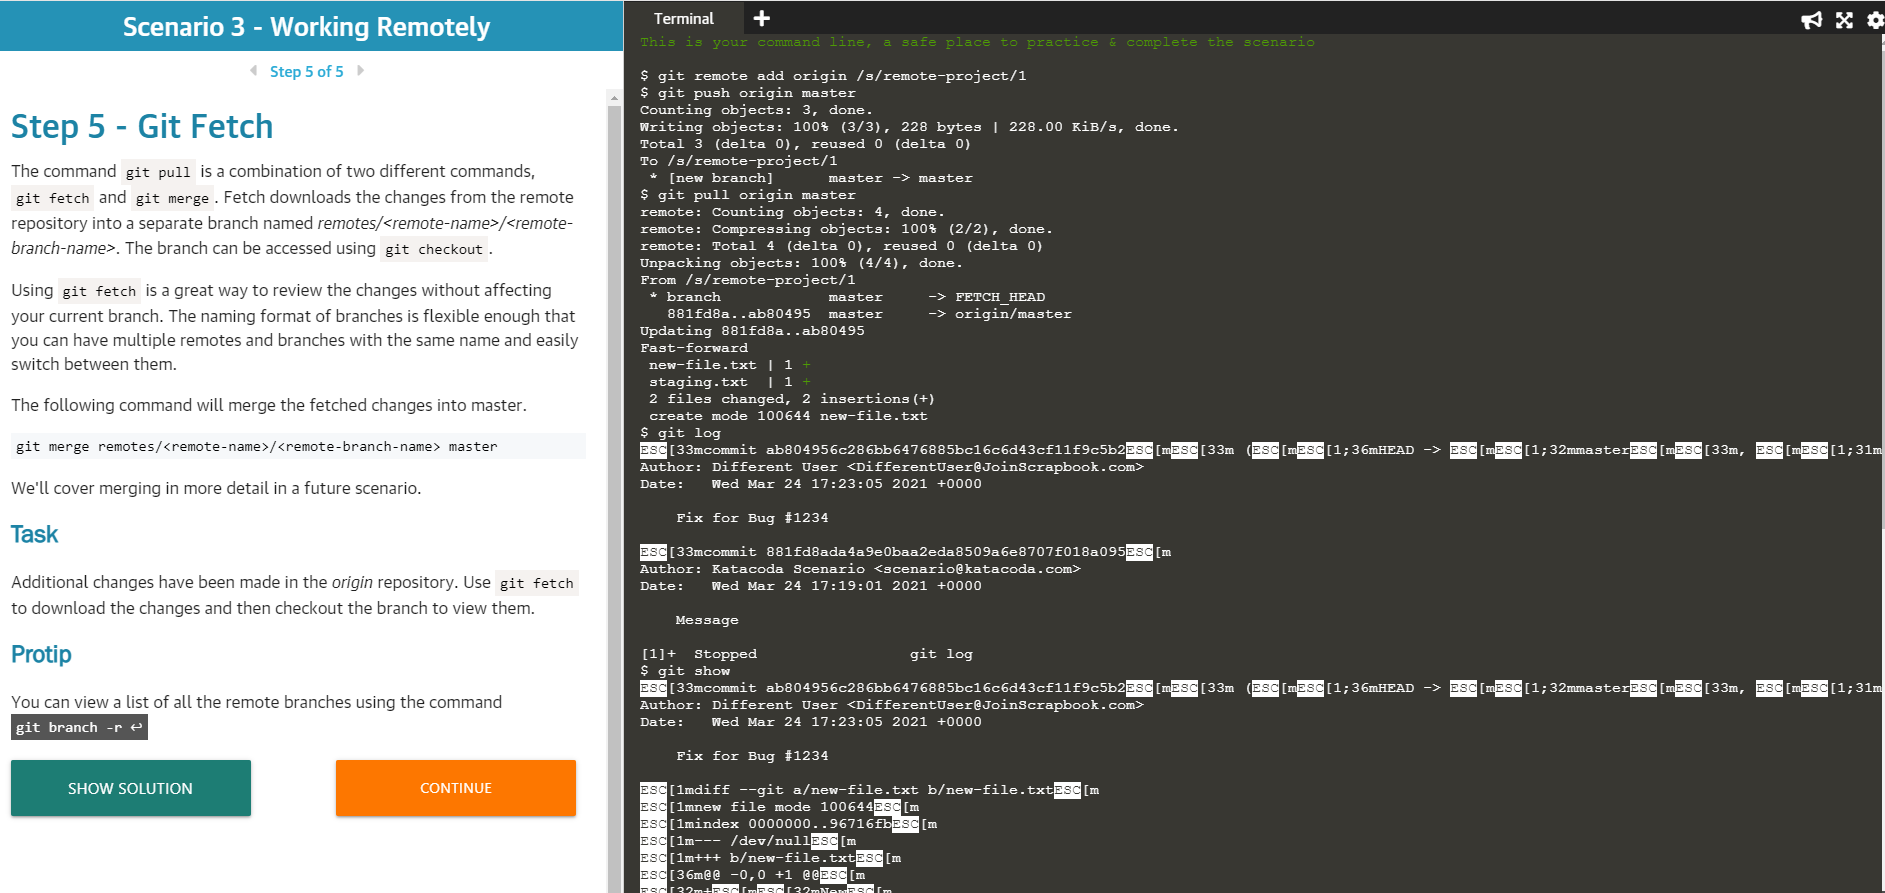 Scenario 3 - Working Remotely
Step 5 of 5
Step 5 - Git Fetch
The command git pull is a combination of two different commands,
git fetch and git merge . Fetch downloads the changes from the remote
repository into a separate branch named remotes/<remote-name>/<remote-
branch-name>. The branch can be accessed using git checkout .
Using git fetch is a great way to review the changes without affecting
your current branch. The naming format of branches is flexible enough that
you can have multiple remotes and branches with the same name and easily
switch between them.
The following command will merge the fetched changes into master.
git merge remotes/<remote-name>/<remote-branch-name> master
We'll cover merging in more detail in a future scenario.
Task
Additional changes have been made in the origin repository. Use git fetch
to download the changes and then checkout the branch to view them.
Protip
You can view a list of all the remote branches using the command
git branch -r ↩
SHOW SOLUTION
CONTINUE
Terminal
This is your command line, a safe place to practice & complete the scenario
$ git remote add origin /s/remote-project/1
$ git push origin master
Counting objects: 3, done.
Writing objects: 100% (3/3), 228 bytes | 228.00 KiB/s, done.
Total 3 (delta 0), reused 0 (delta 0)
To /s/remote-project/1
 * [new branch]      master -> master
$ git pull origin master
remote: Counting objects: 4, done.
remote: Compressing objects: 100% (2/2), done.
remote: Total 4 (delta 0), reused 0 (delta 0)
Unpacking objects: 100% (4/4), done.
From /s/remote-project/1
 * branch            master     -> FETCH_HEAD
   881fd8a..ab80495  master     -> origin/master
Updating 881fd8a..ab80495
Fast-forward
 new-file.txt | 1 +
 staging.txt  | 1 +
 2 files changed, 2 insertions(+)
 create mode 100644 new-file.txt
$ git log
ESC[33mcommit ab804956c286bb6476885bc16c6d43cf11f9c5b2ESC[mESC[33m (ESC[mESC[1;36mHEAD -> ESC[mESC[1;32mmasterESC[mESC[33m, ESC[mESC[1;31m
Author: Different User <DifferentUser@JoinScrapbook.com>
Date:   Wed Mar 24 17:23:05 2021 +0000
    Fix for Bug #1234
ESC[33mcommit 881fd8ada4a9e0baa2eda8509a6e8707f018a095ESC[m
Author: Katacoda Scenario <scenario@katacoda.com>
Date:   Wed Mar 24 17:19:01 2021 +0000
    Message
[1]+  Stopped                 git log
$ git show
ESC[33mcommit ab804956c286bb6476885bc16c6d43cf11f9c5b2ESC[mESC[33m (ESC[mESC[1;36mHEAD -> ESC[mESC[1;32mmasterESC[mESC[33m, ESC[mESC[1;31m
Author: Different User <DifferentUser@JoinScrapbook.com>
Date:   Wed Mar 24 17:23:05 2021 +0000
    Fix for Bug #1234
ESC[1mdiff --git a/new-file.txt b/new-file.txtESC[m
ESC[1mnew file mode 100644ESC[m
ESC[1mindex 0000000..96716fbESC[m
ESC[1m--- /dev/nullESC[m
ESC[1m+++ b/new-file.txtESC[m
ESC[36m@@ -0,0 +1 @@ESC[m
ESC[32m+ESC[mESC[32mNewESC[m